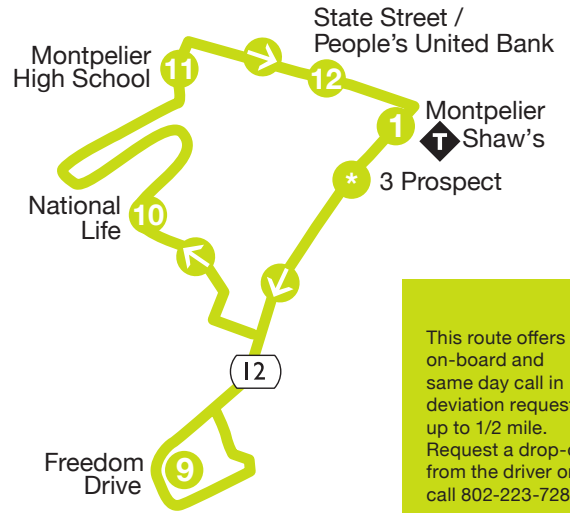 State Street /
People's United Bank
Montpelier
High School
11
12
Montpelier
Shaw's
1
T
*
3 Prospect
National
Life
10
12
Freedom
Drive
9
This route offers
on-board and
same day call in
deviation
up to 1/2 mile.
Request a
from the driver
call